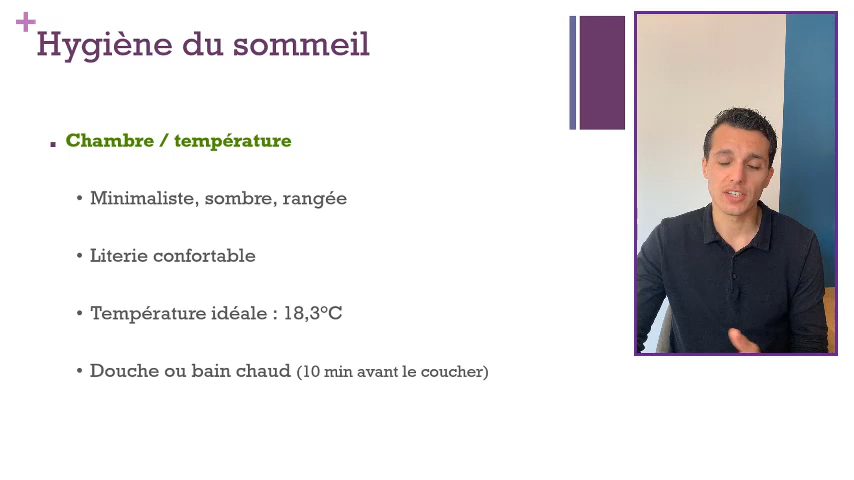 Hygiène du sommeil
Chambre / température
• Minimaliste, sombre, rangée
• Literie confortable
• Température idéale : 18,3°C
• Douche ou bain chaud (10 min avant le coucher)